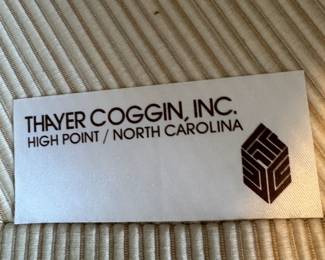 THAYER COGGIN, INC.
HIGH POINT / NORTH CAROLINA